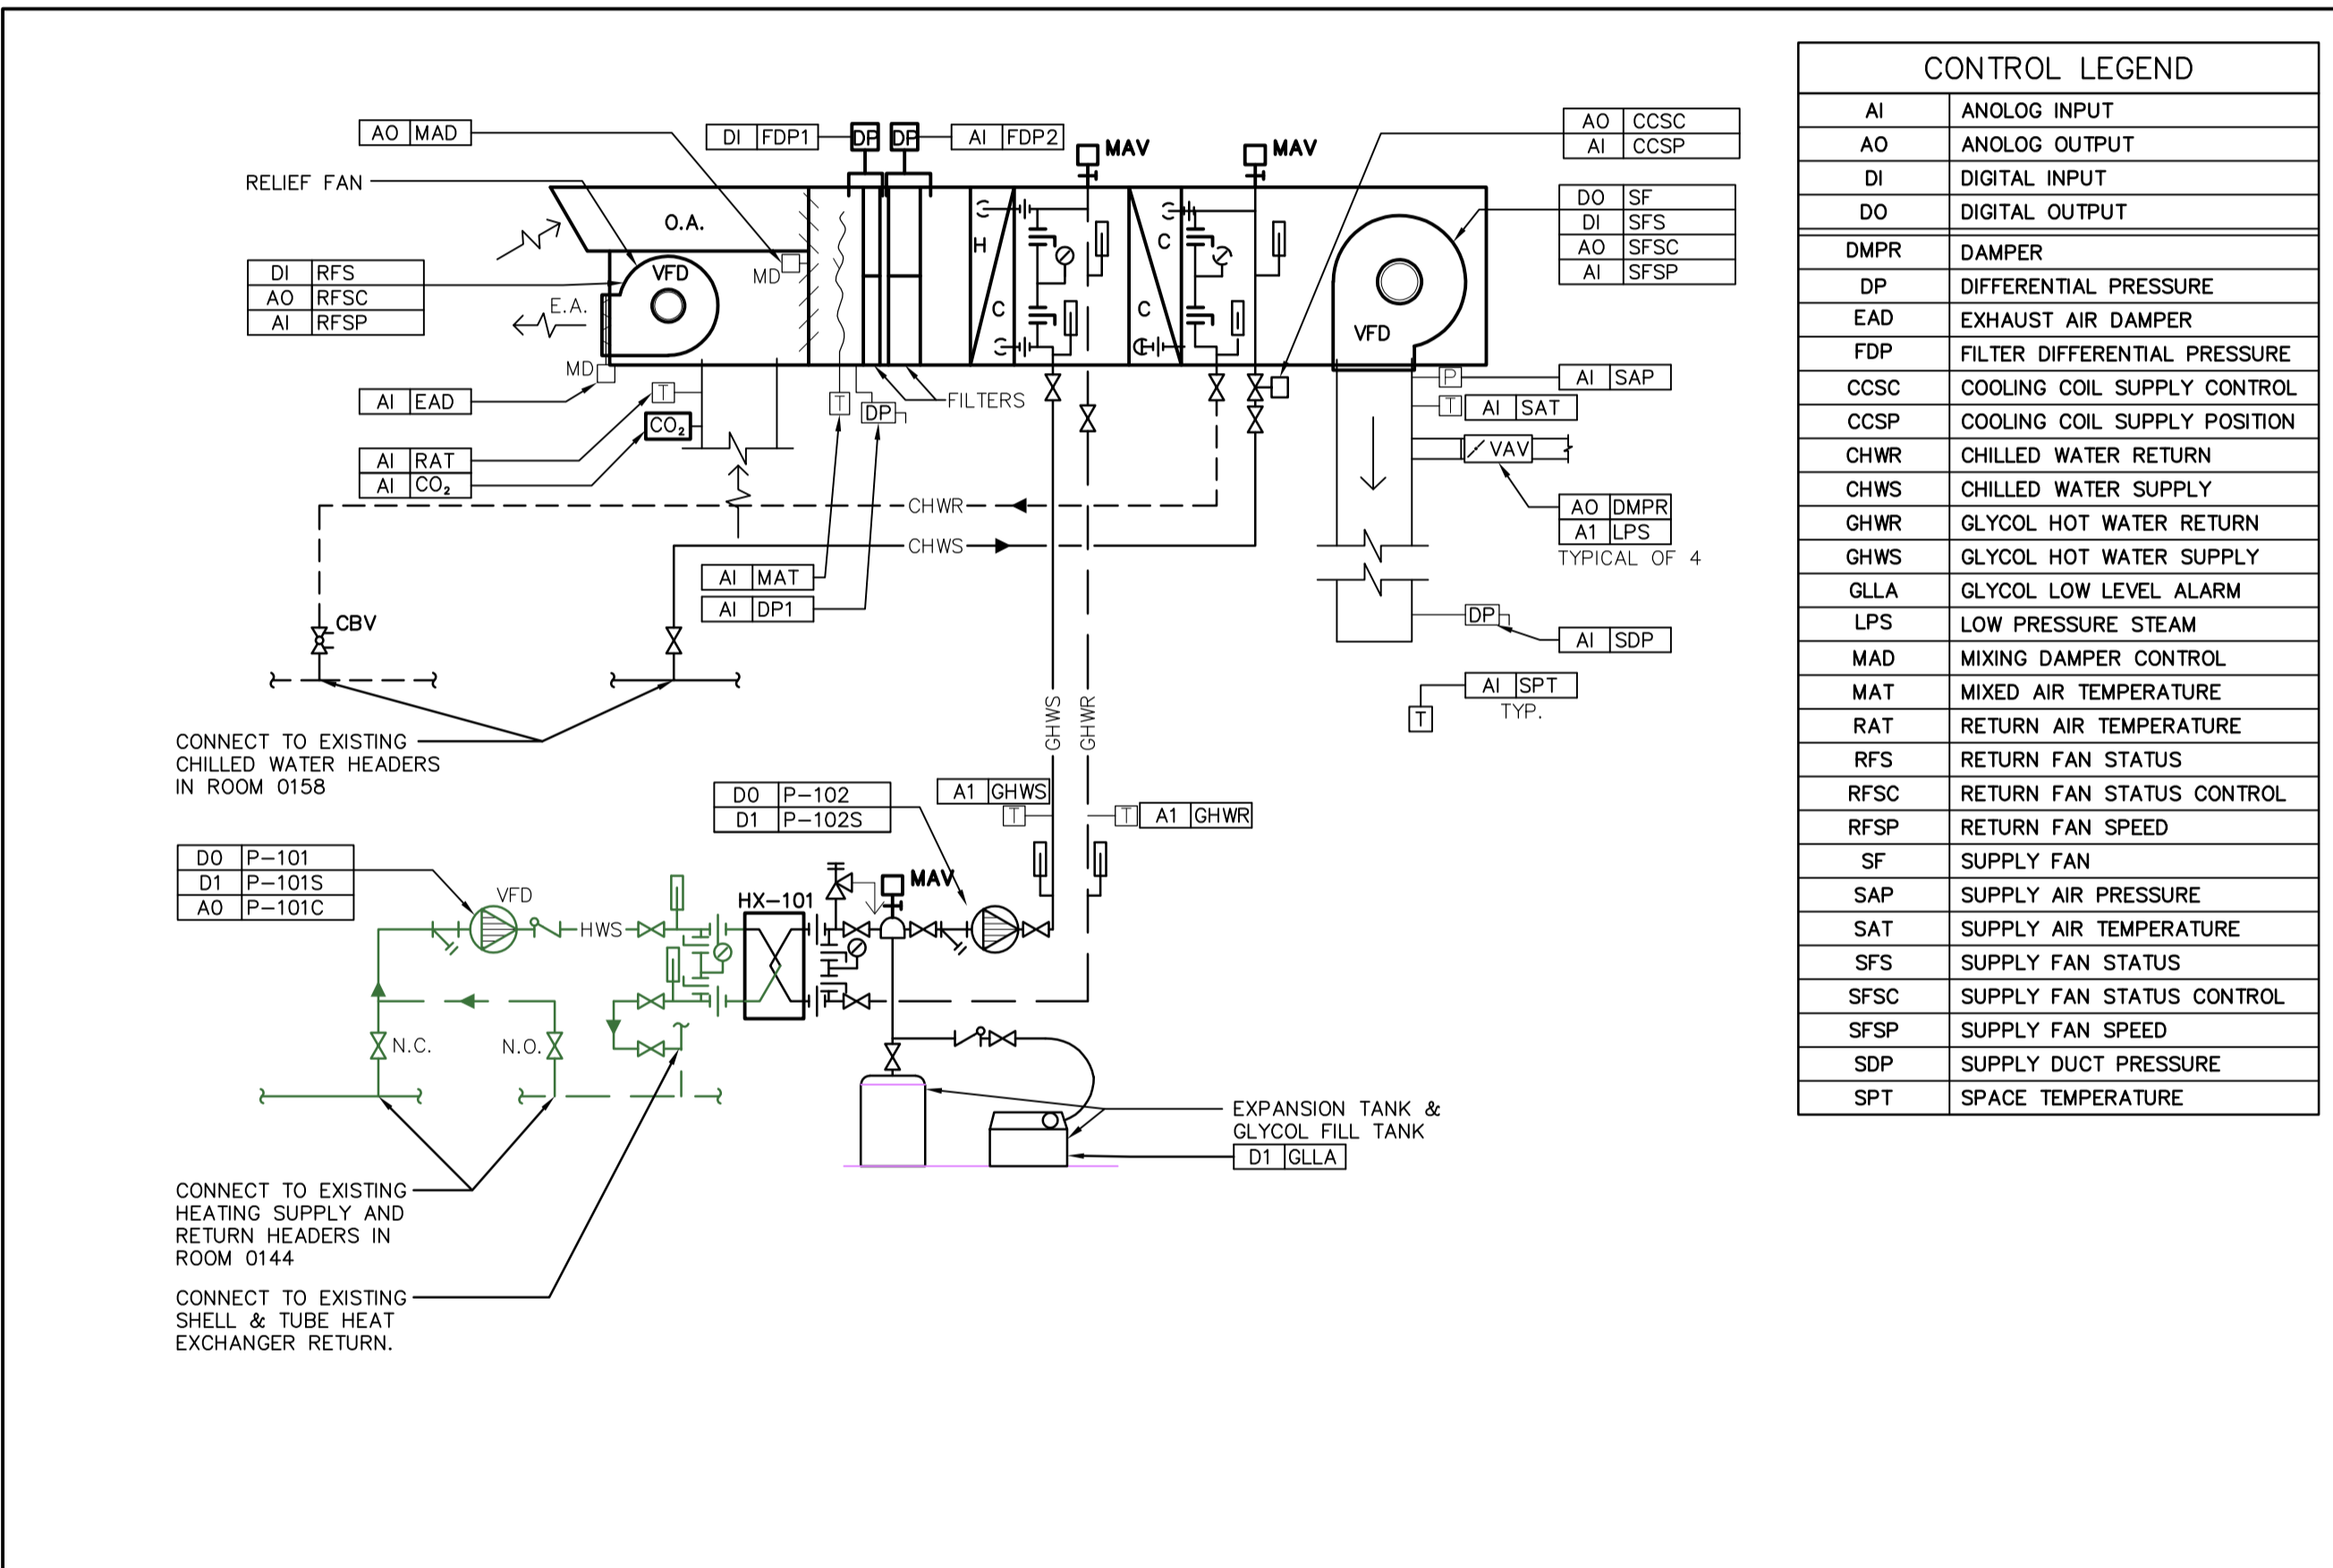 AO MAD
RELIEF FAN
DI FDP1
DP
DP
AI FDP2
MAV
MAV
AO CCSC
AI CCSP
DO SF
DI SFS
AO SFSC
AI SFSP
O.A.
VFD
MD
DI RFS
AO RFSC
AI RFSP
E.A.
H
C
C
C
VFD
MD
AI EAD
T
CO₂
AI RAT
AI CO₂
T
DP
FILTERS
P
AI SAP
T
AI SAT
VAV
AO DMPR
A1 LPS
TYPICAL OF 4
CHWR
CHWS
AI MAT
AI DP1
CBV
DP
AI SDP
AI SPT
TYP.
T
GHWS
GHWR
CONNECT TO EXISTING
CHILLED WATER HEADERS
IN ROOM 0158
D0 P-102
D1 P-102S
A1 GHWS
T
T
A1 GHWR
D0 P-101
D1 P-101S
A0 P-101C
VFD
HWS
HX-101
MAV
N.C.
N.O.
EXPANSION TANK &
GLYCOL FILL TANK
D1 GLLA
CONNECT TO EXISTING
HEATING SUPPLY AND
RETURN HEADERS IN
ROOM 0144
CONNECT TO EXISTING
SHELL & TUBE HEAT
EXCHANGER RETURN.
CONTROL LEGEND
AI ANOLOG INPUT
AO ANOLOG OUTPUT
DI DIGITAL INPUT
DO DIGITAL OUTPUT
DMPR DAMPER
DP DIFFERENTIAL PRESSURE
EAD EXHAUST AIR DAMPER
FDP FILTER DIFFERENTIAL PRESSURE
CCSC COOLING COIL SUPPLY CONTROL
CCSP COOLING COIL SUPPLY POSITION
CHWR CHILLED WATER RETURN
CHWS CHILLED WATER SUPPLY
GHWR GLYCOL HOT WATER RETURN
GHWS GLYCOL HOT WATER SUPPLY
GLLA GLYCOL LOW LEVEL ALARM
LPS LOW PRESSURE STEAM
MAD MIXING DAMPER CONTROL
MAT MIXED AIR TEMPERATURE
RAT RETURN AIR TEMPERATURE
RFS RETURN FAN STATUS
RFSC RETURN FAN STATUS CONTROL
RFSP RETURN FAN SPEED
SF SUPPLY FAN
SAP SUPPLY AIR PRESSURE
SAT SUPPLY AIR TEMPERATURE
SFS SUPPLY FAN STATUS
SFSC SUPPLY FAN STATUS CONTROL
SFSP SUPPLY FAN SPEED
SDP SUPPLY DUCT PRESSURE
SPT SPACE TEMPERATURE